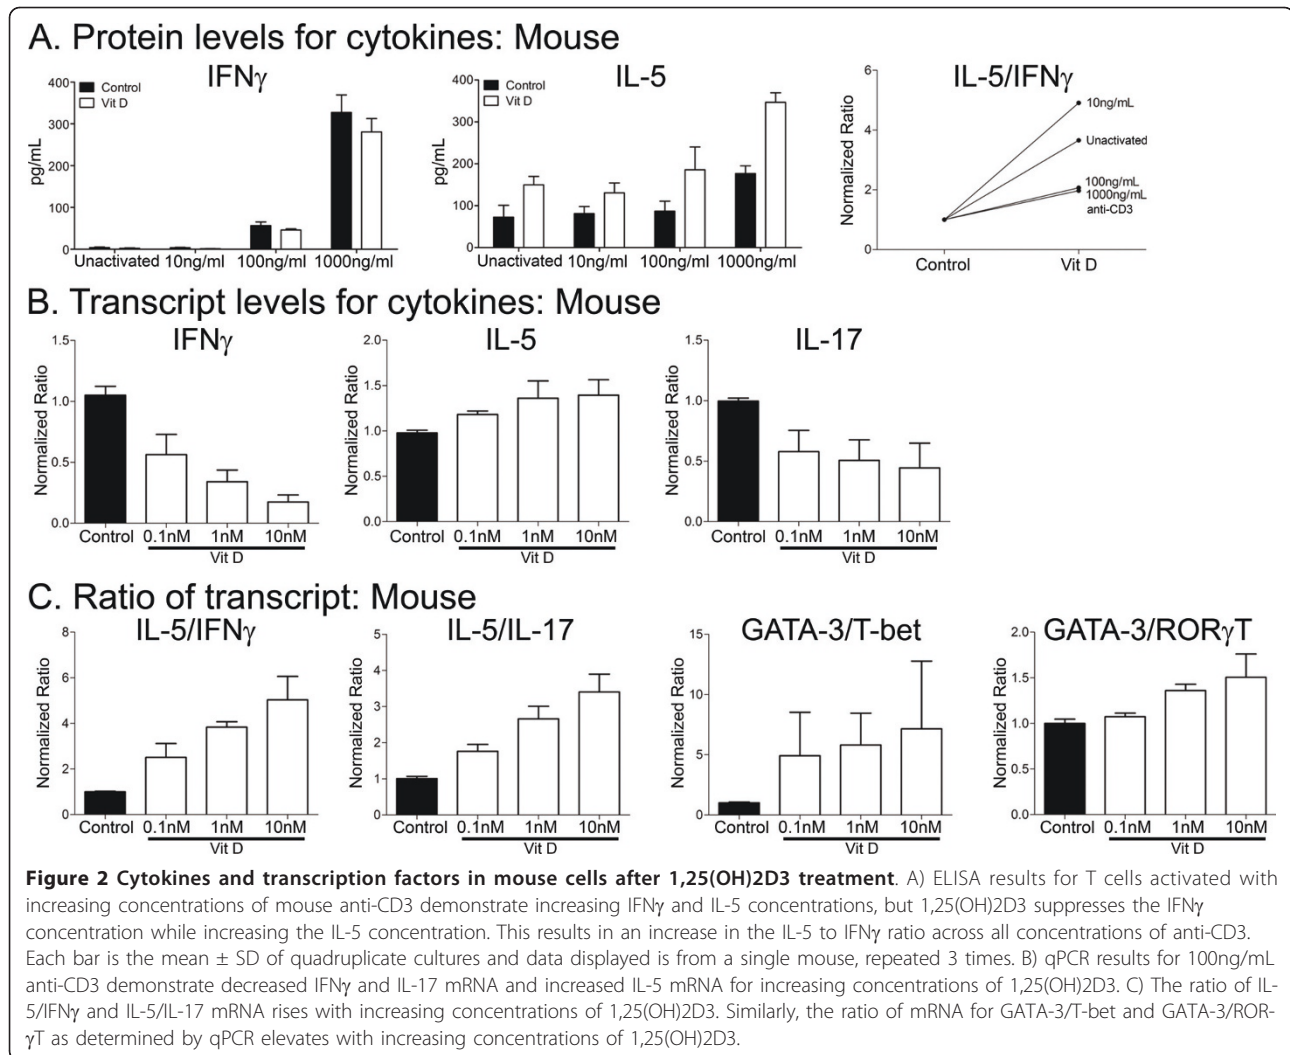 A. Protein levels for cytokines: Mouse
IFNγ
Control
Vit D
pg/mL
400
300
200
100
0
Unactivated 10ng/ml 100ng/ml 1000ng/ml
IL-5
Control
Vit D
pg/mL
400
300
200
100
0
Unactivated 10ng/ml 100ng/ml 1000ng/ml
IL-5/IFNγ
Normalized Ratio
6
4
2
0
10ng/mL
Unactivated
100ng/mL
1000ng/mL
anti-CD3
Control Vit D
B. Transcript levels for cytokines: Mouse
IFNγ
Normalized Ratio
1.5
1.0
0.5
0.0
Control 0.1nM 1nM 10nM
Vit D
IL-5
Normalized Ratio
2.0
1.5
1.0
0.5
0.0
Control 0.1nM 1nM 10nM
Vit D
IL-17
Normalized Ratio
1.5
1.0
0.5
0.0
Control 0.1nM 1nM 10nM
Vit D
C. Ratio of transcript: Mouse
IL-5/IFNγ
Normalized Ratio
8
6
4
2
0
Control 0.1nM 1nM 10nM
Vit D
IL-5/IL-17
Normalized Ratio
5
4
3
2
1
0
Control 0.1nM 1nM 10nM
Vit D
GATA-3/T-bet
Normalized Ratio
15
10
5
0
Control 0.1nM 1nM 10nM
Vit D
GATA-3/RORγT
Normalized Ratio
2.0
1.5
1.0
0.5
0.0
Control 0.1nM 1nM 10nM
Vit D
Figure 2 Cytokines and transcription factors in mouse cells after 1,25(OH)2D3 treatment. A) ELISA results for T cells activated with
increasing concentrations of mouse anti-CD3 demonstrate increasing IFNγ and IL-5 concentrations, but 1,25(OH)2D3 suppresses the IFNγ
concentration while increasing the IL-5 concentration. This results in an increase in the IL-5 to IFNγ ratio across all concentrations of anti-CD3.
Each bar is the mean ± SD of quadruplicate cultures and data displayed is from a single mouse, repeated 3 times. B) qPCR results for 100ng/mL
anti-CD3 demonstrate decreased IFNγ and IL-17 mRNA and increased IL-5 mRNA for increasing concentrations of 1,25(OH)2D3. C) The ratio of IL-
5/IFNγ and IL-5/IL-17 mRNA rises with increasing concentrations of 1,25(OH)2D3. Similarly, the ratio of mRNA for GATA-3/T-bet and GATA-3/ROR-
γT as determined by qPCR elevates with increasing concentrations of 1,25(OH)2D3.